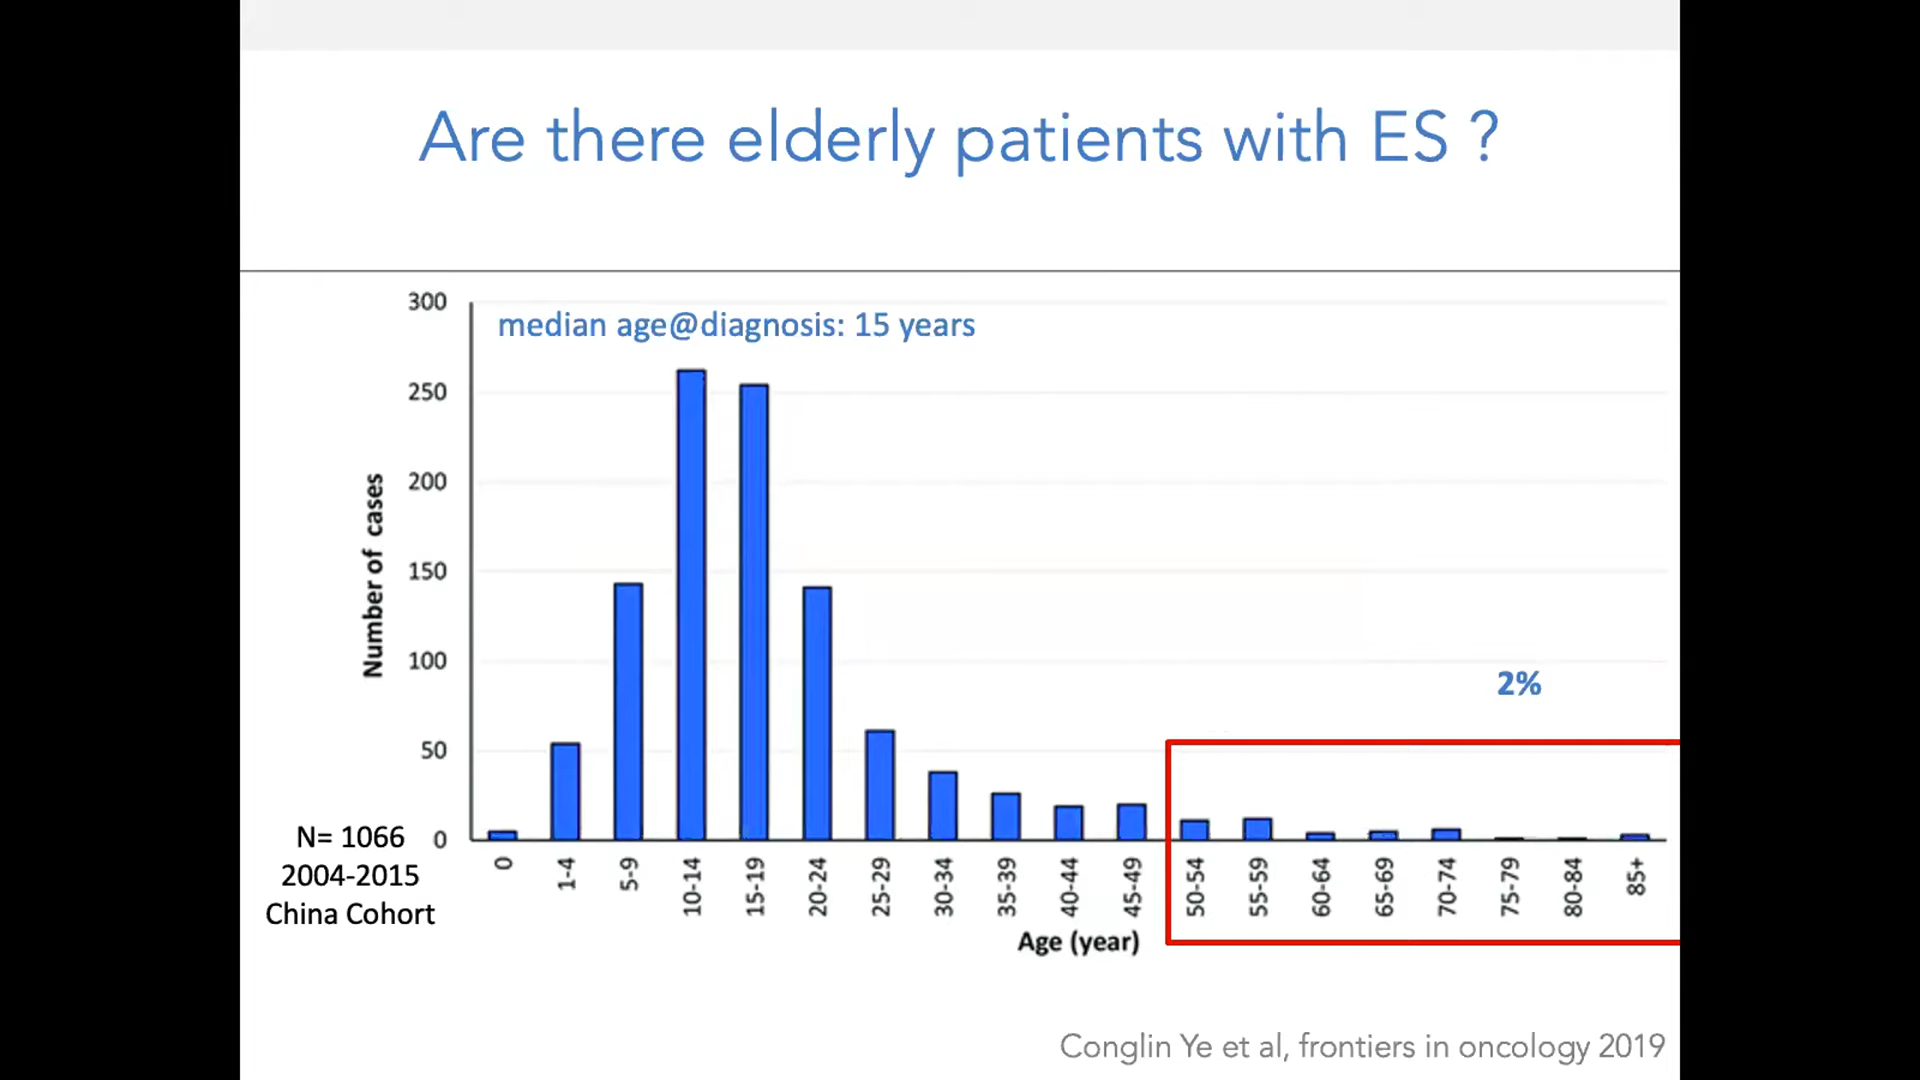 Are there elderly patients with ES ?
median age@diagnosis: 15 years
300
250
200
150
100
50
0
Number of cases
2%
N= 1066
2004-2015
China Cohort
0 1-4 5-9 10-14 15-19 20-24 25-29 30-34 35-39 40-44 45-49 50-54 55-59 60-64 65-69 70-74 75-79 80-84 85+
Age (year)
Conglin Ye et al, frontiers in oncology 2019